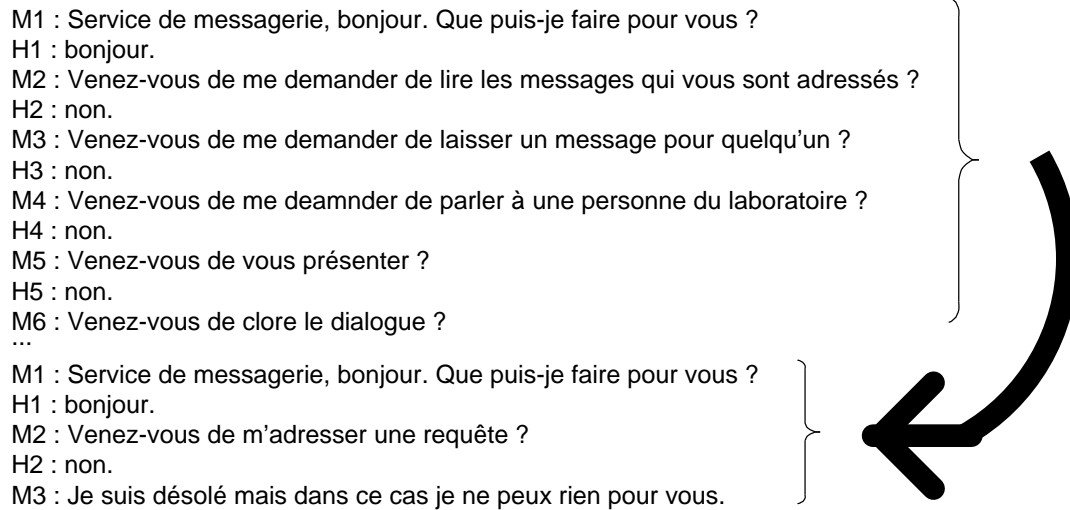 M1 : Service de messagerie, bonjour. Que puis-je faire pour vous ?
H1 : bonjour.
M2 : Venez-vous de me demander de lire les messages qui vous sont adressés ?
H2 : non.
M3 : Venez-vous de me demander de laisser un message pour quelqu'un ?
H3 : non.
M4 : Venez-vous de me deamnder de parler à une personne du laboratoire ?
H4 : non.
M5 : Venez-vous de vous présenter ?
H5 : non.
M6 : Venez-vous de clore le dialogue ?
...
M1 : Service de messagerie, bonjour. Que puis-je faire pour vous ?
H1 : bonjour.
M2 : Venez-vous de m’adresser une requête ?
H2 : non.
M3 : Je suis désolé mais dans ce cas je ne peux rien pour vous.